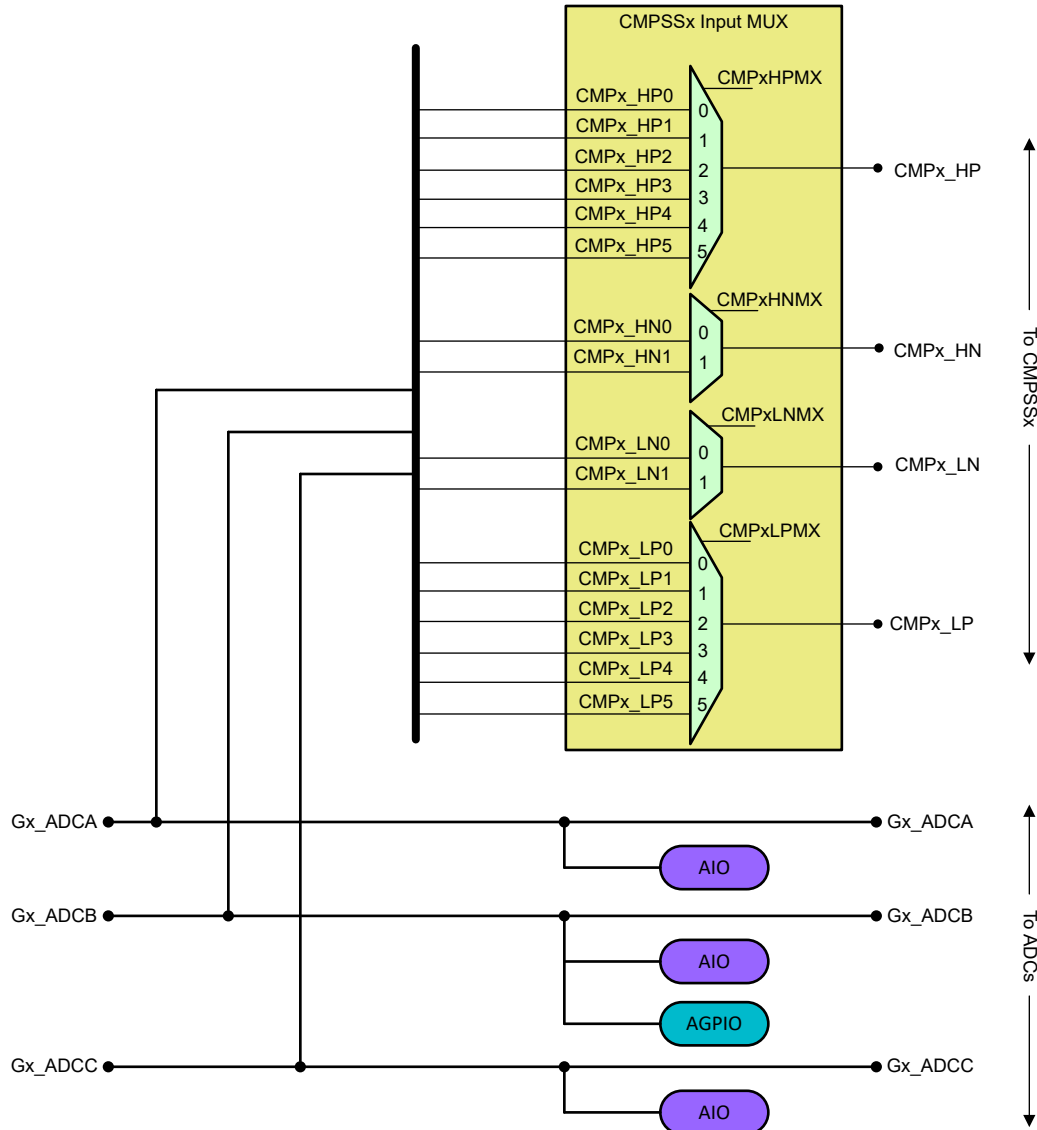 CMPSSx Input MUX
CMPxHPMX
CMPx_HP0
0
CMPx_HP1
1
CMPx_HP2
2
CMPx_HP
CMPx_HP3
3
CMPx_HP4
4
CMPx_HP5
5
CMPxHNMX
CMPx_HN0
0
CMPx_HN
CMPx_HN1
1
To CMPSSx
CMPxLNMX
CMPx_LN0
0
CMPx_LN
CMPx_LN1
1
CMPxLPMX
CMPx_LP0
0
CMPx_LP1
1
CMPx_LP2
2
CMPx_LP
CMPx_LP3
3
CMPx_LP4
4
CMPx_LP5
5
Gx_ADCA
Gx_ADCA
AIO
Gx_ADCB
Gx_ADCB
AIO
To ADCs
AGPIO
Gx_ADCC
Gx_ADCC
AIO